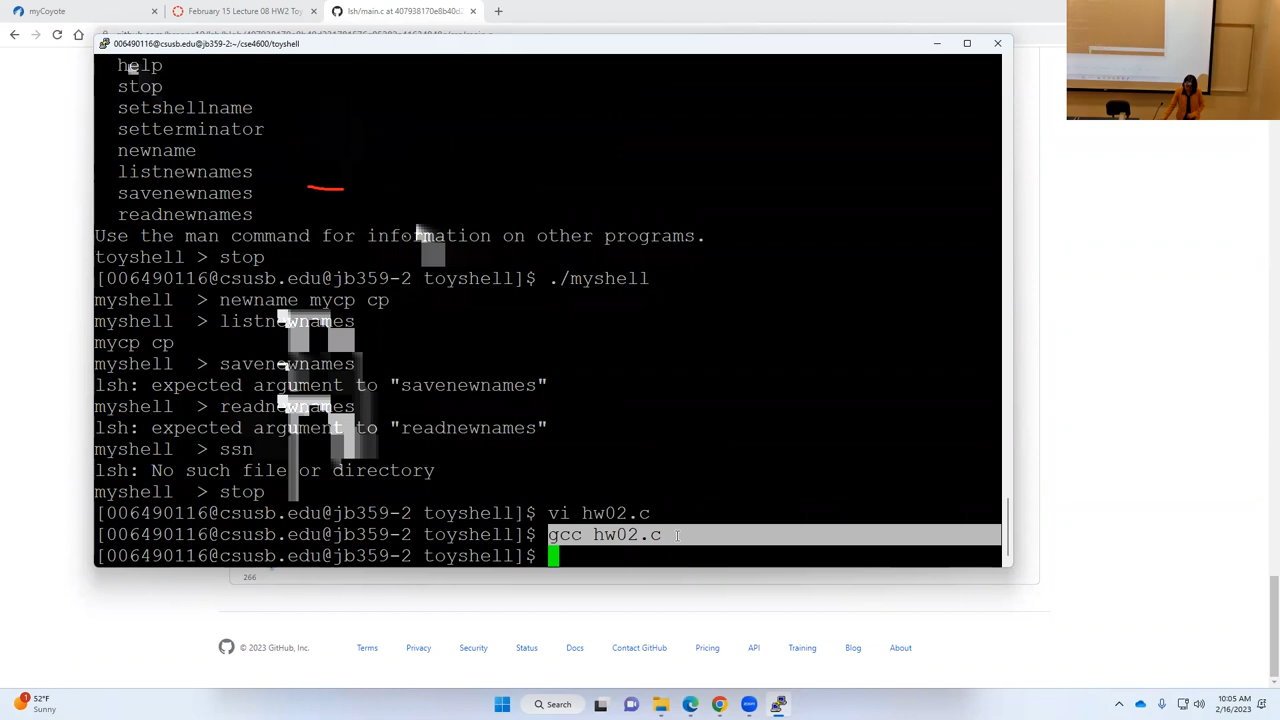 myCoyote
February 15 Lecture 08 HW2 Toy
lsh/main.c at 407938170e8b40d3
006490116@csusb.edu@jb359-2:~/cse4600/toyshell
help
stop
setshellname
setterminator
newname
listnewnames
savenewnames
readnewnames
Use the man command for information on other programs.
toyshell > stop
[006490116@csusb.edu@jb359-2 toyshell]$ ./myshell
myshell > newname mycp cp
myshell > listnewnames
mycp cp
myshell > savenewnames
lsh: expected argument to "savenewnames"
myshell > readnewnames
lsh: expected argument to "readnewnames"
myshell > ssn
lsh: No such file or directory
myshell > stop
[006490116@csusb.edu@jb359-2 toyshell]$ vi hw02.c
[006490116@csusb.edu@jb359-2 toyshell]$ gcc hw02.c
[006490116@csusb.edu@jb359-2 toyshell]$
266
© 2023 GitHub, Inc. Terms Privacy Security Status Docs Contact GitHub Pricing API Training Blog About
1
52°F
Sunny
Search
zoom
10:05 AM
2/16/2023